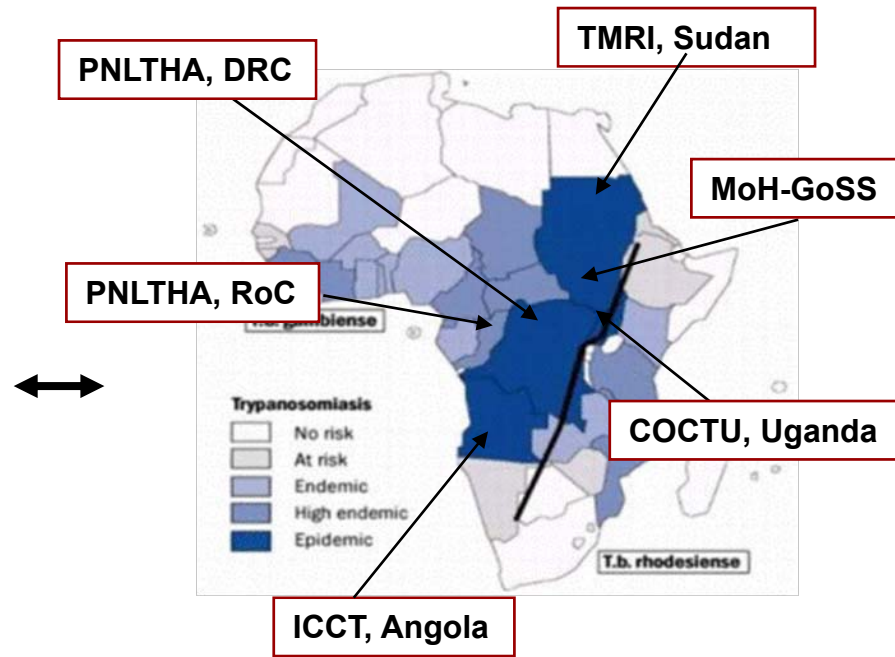 TMRI, Sudan
PNLTHA, DRC
MoH-GoSS
PNLTHA, RoC
gambiense
Trypanosomiasis
No risk
At risk
Endemic
High endemic
Epidemic
COCTU, Uganda
T.b. rhodesiense
ICCT, Angola